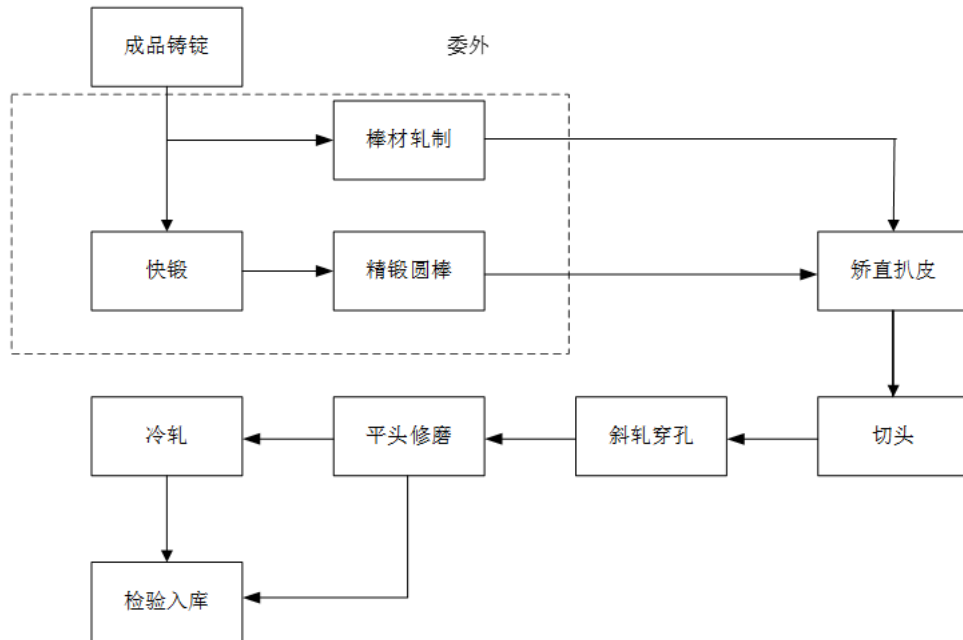 成品铸锭
委外
棒材轧制
快锻
精锻圆棒
矫直扒皮
冷轧
平头修磨
斜轧穿孔
切头
检验入库